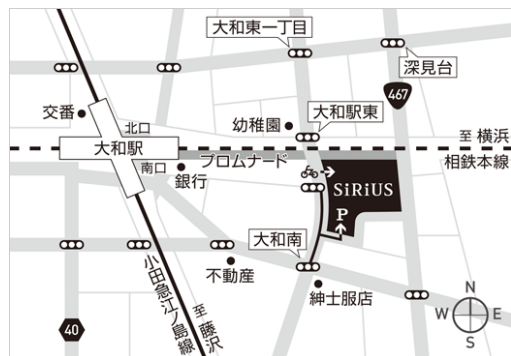 大和東一丁目
深見台
467
交番
北口
幼稚園
大和駅東
至 横浜
大和駅
プロムナード
相鉄本線
南口
銀行
SiRiUS
P
大和南
不動産
小田急江ノ島線
至 藤沢
紳士服店
40
N
W
E
S